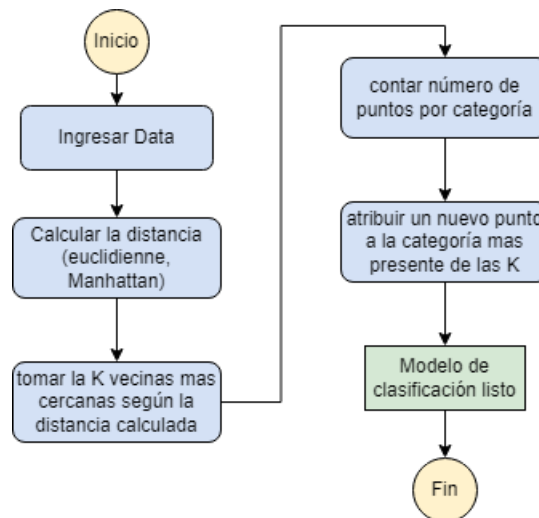 Inicio
Ingresar Data
Calcular la distancia
(euclidienne,
Manhattan)
tomar la K vecinas mas
cercanas según la
distancia calculada
contar número de
puntos por categoría
atribuir un nuevo punto
a la categoría mas
presente de las K
Modelo de
clasificación listo
Fin